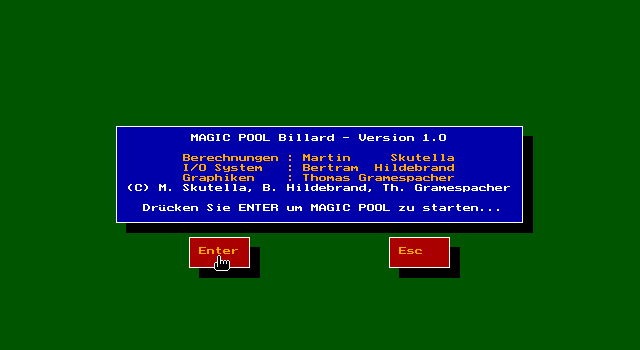 MAGIC POOL Billard - Version 1.0
Berechnungen : Martin Skutella
I/O System : Bertram Hildebrand
Graphiken : Thomas Gramespacher
(C) M. Skutella, B. Hildebrand, Th. Gramespacher
Drücken Sie ENTER um MAGIC POOL zu starten...
Enter
Esc